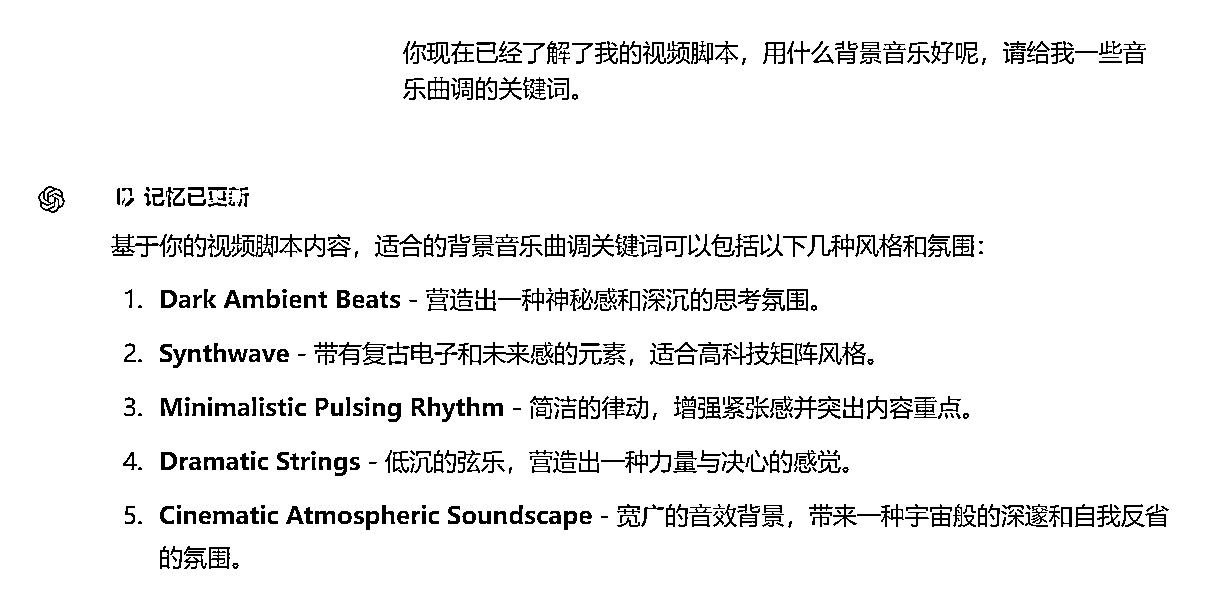 你现在已经了解了我的视频脚本，用什么背景音乐好呢，请给我一些音
乐曲调的关键词。
记忆已更新
基于你的视频脚本内容，适合的背景音乐曲调关键词可以包括以下几种风格和氛围：
1. Dark Ambient Beats - 营造出一种神秘感和深沉的思考氛围。
2. Synthwave - 带有复古电子和未来感的元素，适合高科技矩阵风格。
3. Minimalistic Pulsing Rhythm - 简洁的律动，增强紧张感并突出内容重点。
4. Dramatic Strings - 低沉的弦乐，营造出一种力量与决心的感觉。
5. Cinematic Atmospheric Soundscape - 宽广的音效背景，带来一种宇宙般的深邃和自我反省
的氛围。